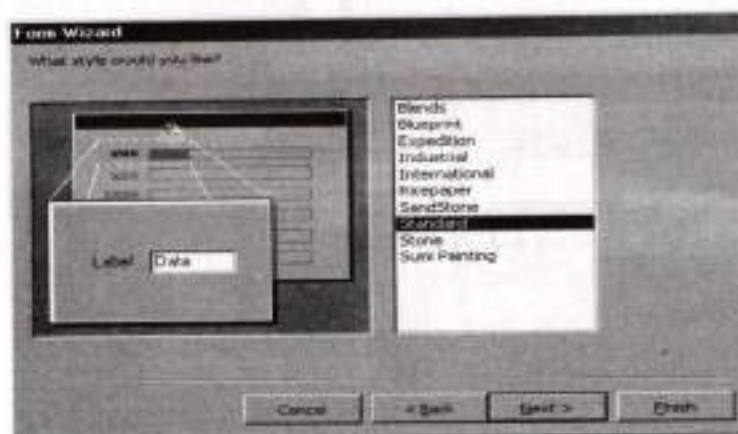 Form Wizard
What style would you like?
Blends
Blueprint
Expedition
Industrial
International
Ricepaper
SandStone
Standard
Stone
Sumi Painting
Label Data
Cancel
< Back
Next >
Finish